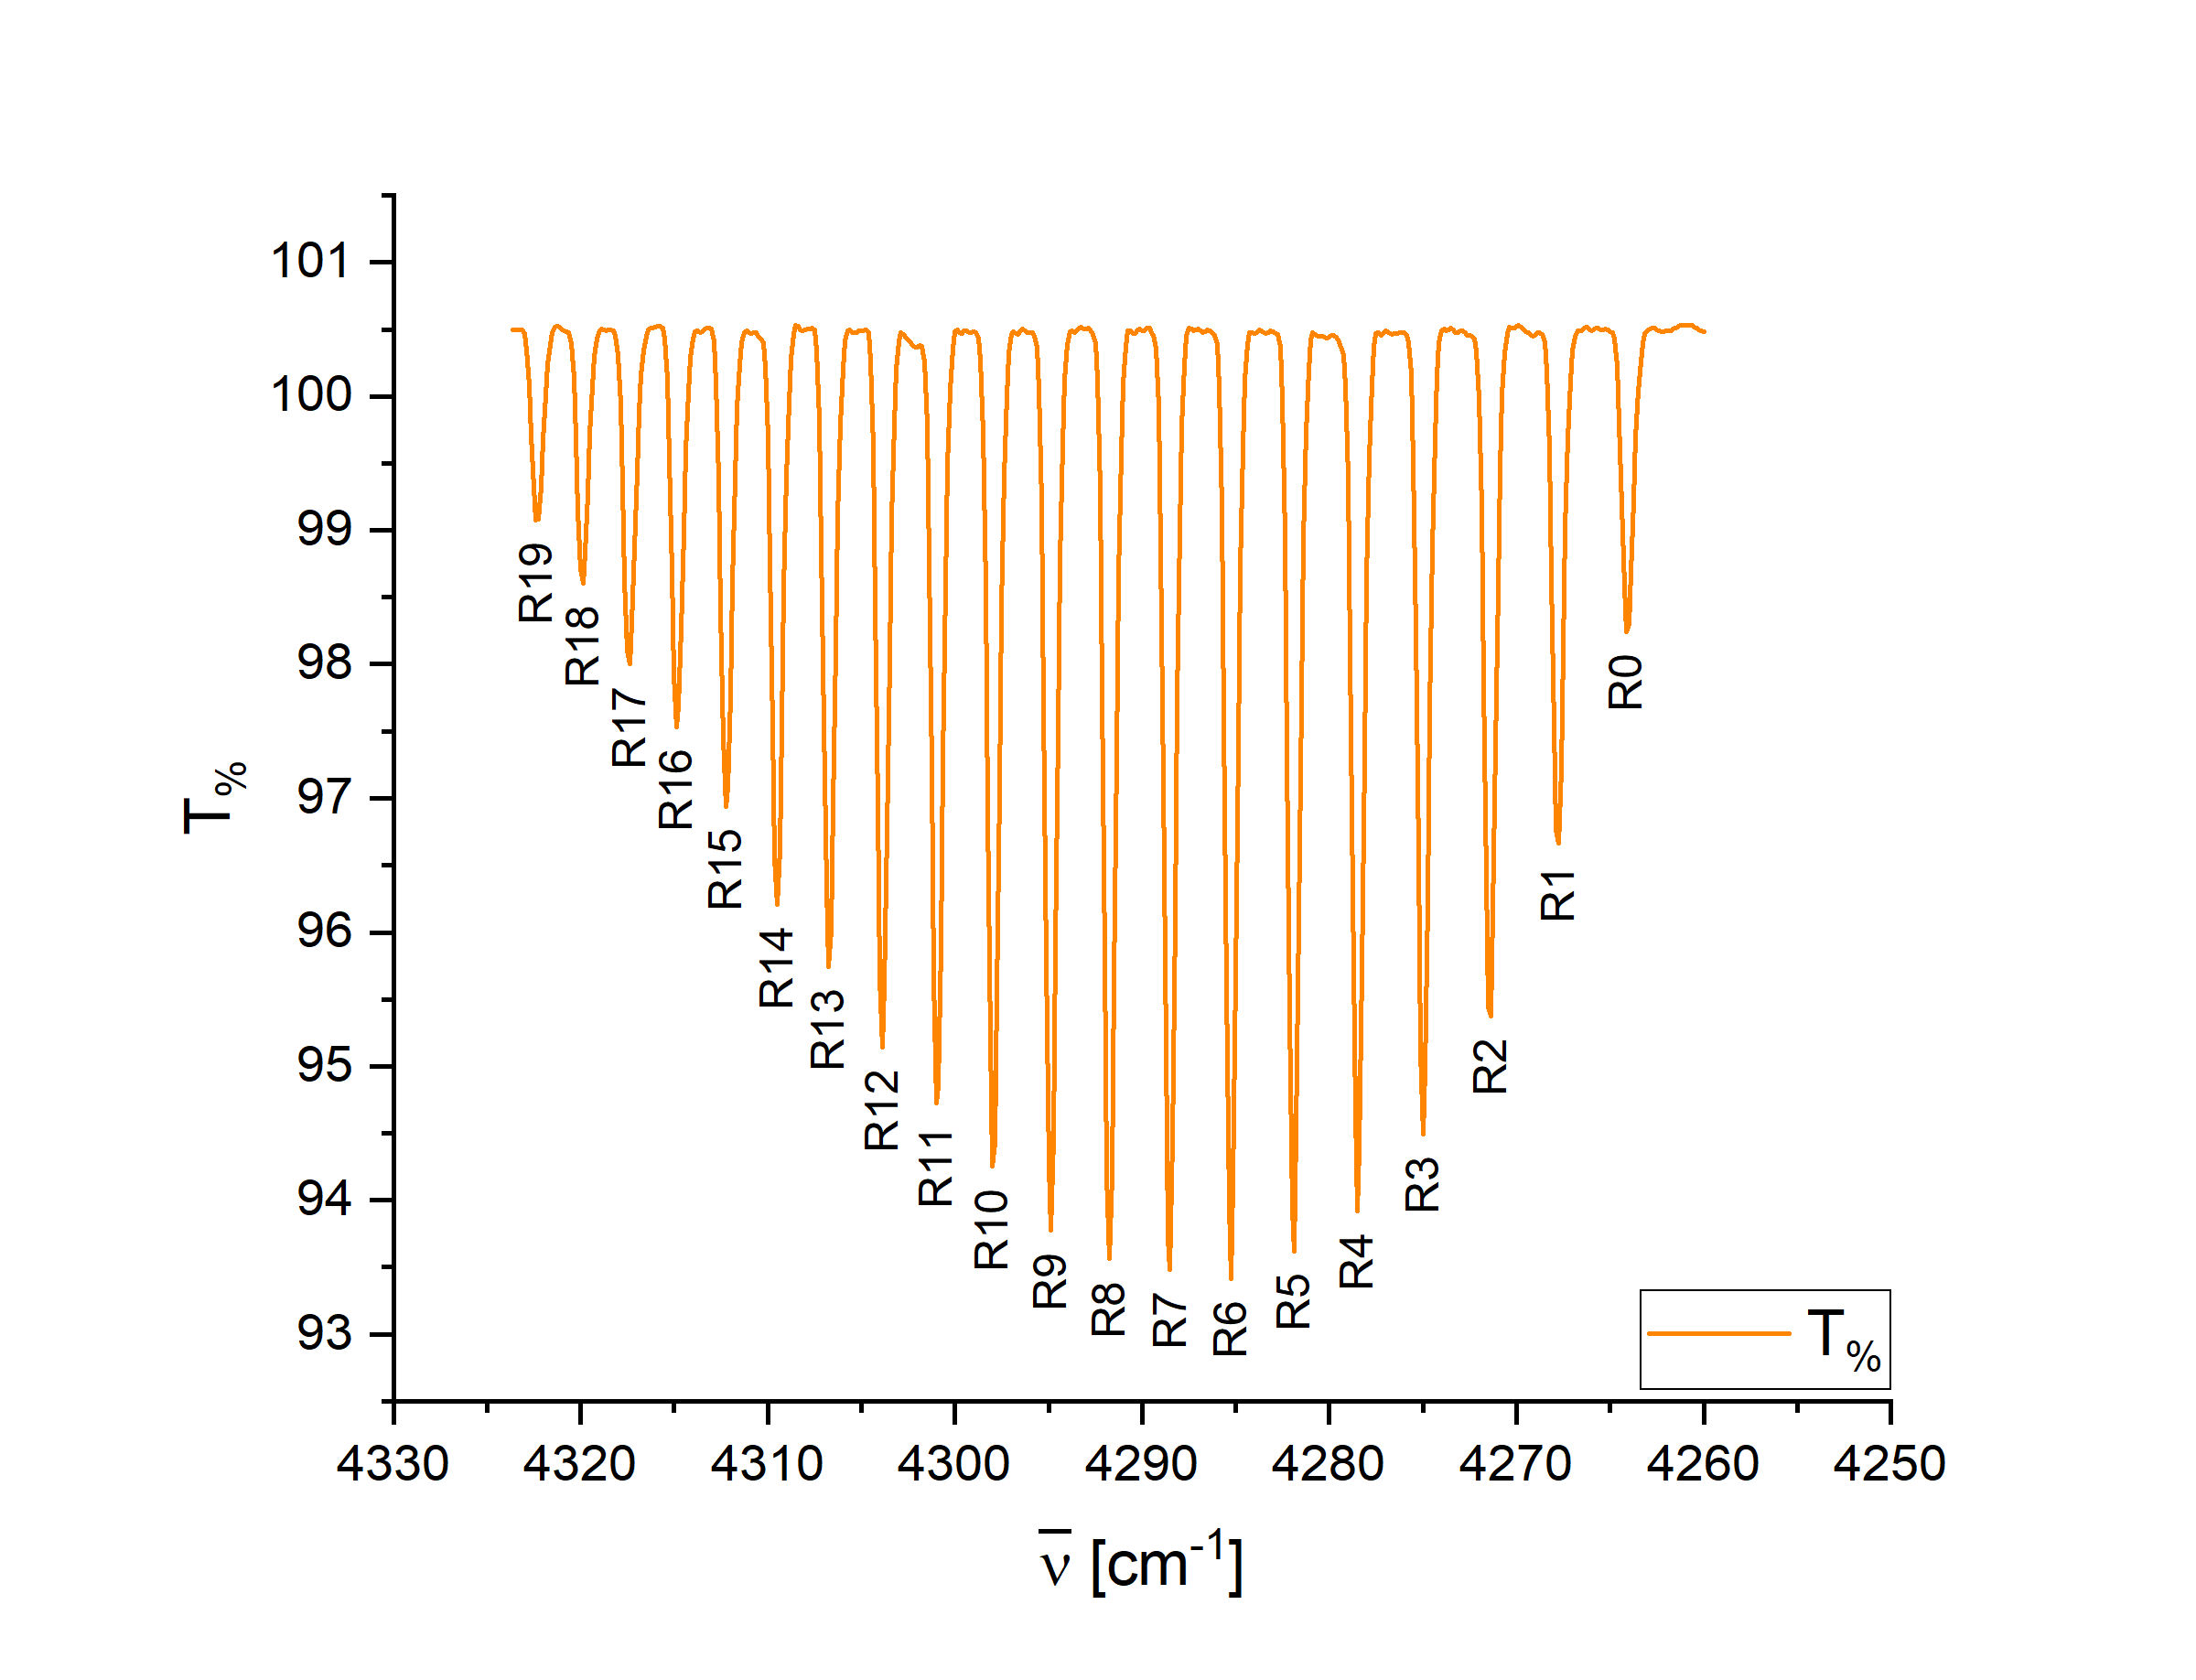 101
100
99
98
97
96
95
94
93
T%
R19
R18
R17
R16
R15
R14
R13
R12
R11
R10
R9
R8
R7
R6
R5
R4
R3
R2
R1
R0
T%
4330 4320 4310 4300 4290 4280 4270 4260 4250
ν̅ [cm⁻¹]